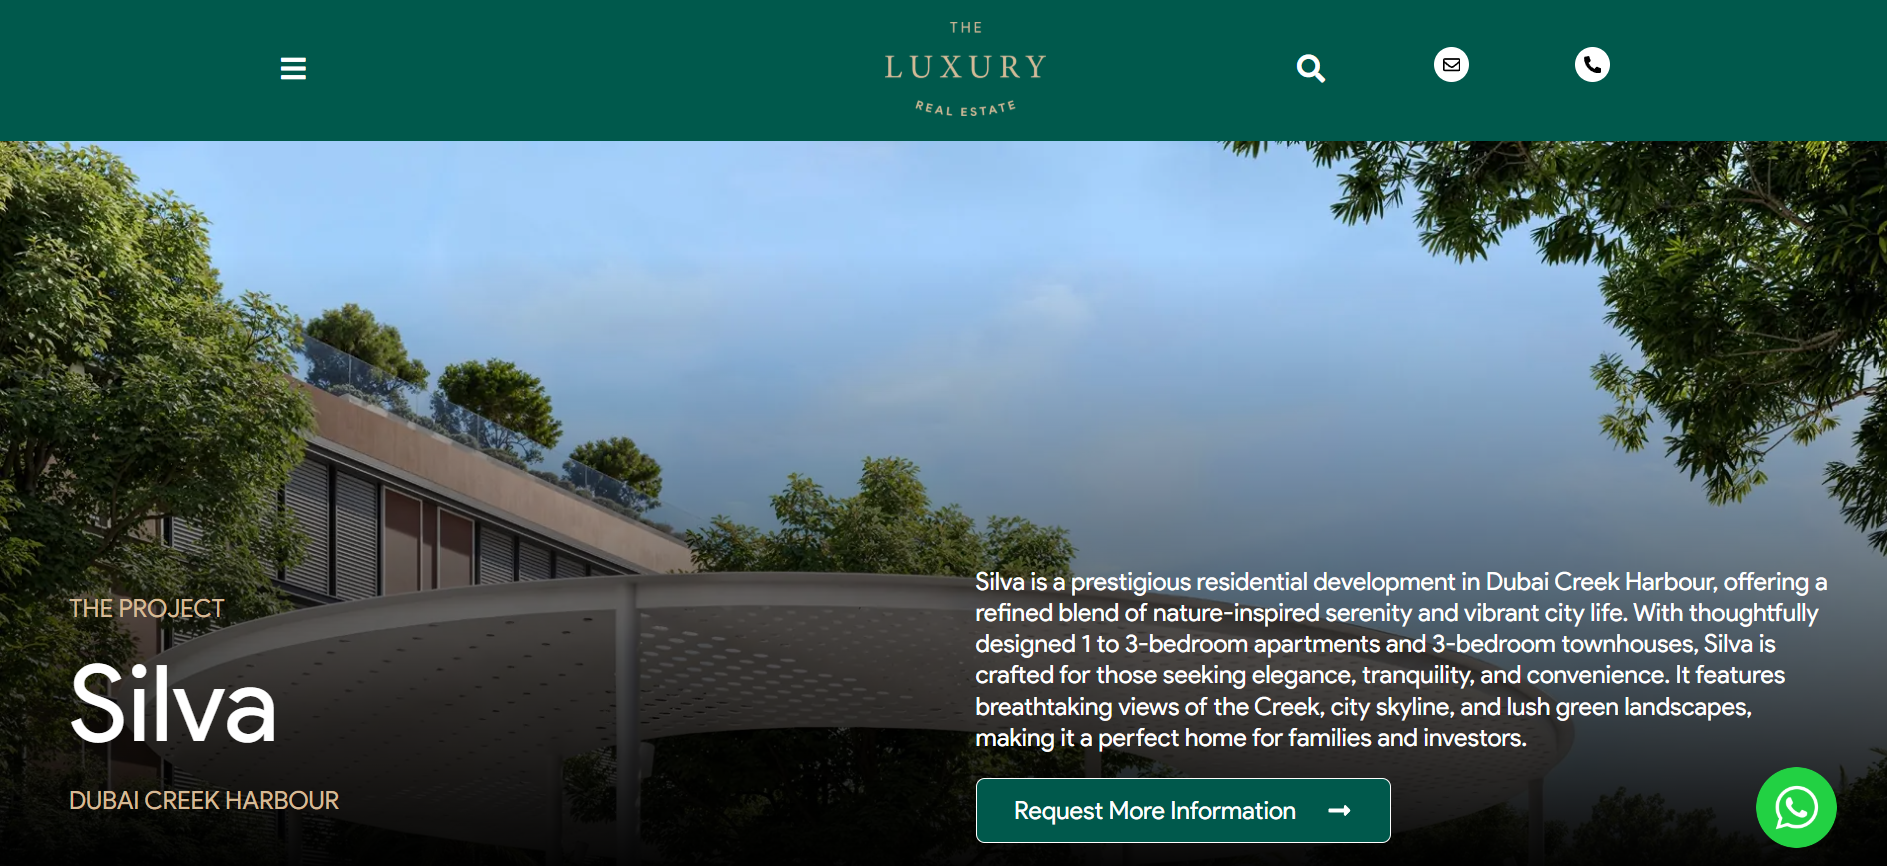 THE
LUXURY
REAL ESTATE
THE PROJECT
Silva
DUBAI CREEK HARBOUR
Silva is a prestigious residential development in Dubai Creek Harbour, offering a
refined blend of nature-inspired serenity and vibrant city life. With thoughtfully
designed 1 to 3-bedroom apartments and 3-bedroom townhouses, Silva is
crafted for those seeking elegance, tranquility, and convenience. It features
breathtaking views of the Creek, city skyline, and lush green landscapes,
making it a perfect home for families and investors.
Request More Information